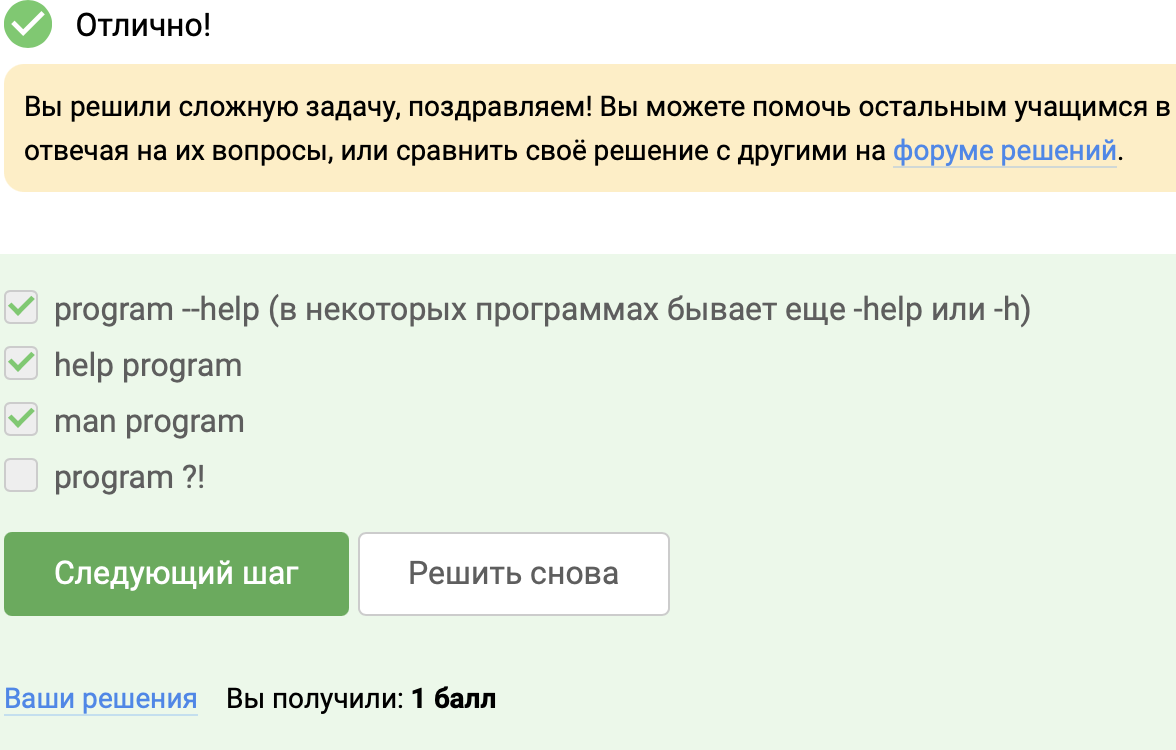 Отлично!
Вы решили сложную задачу, поздравляем! Вы можете помочь остальным учащимся в
отвечая на их вопросы, или сравнить своё решение с другими на форуме решений.
program --help (в некоторых программах бывает еще -help или -h)
help program
man program
program ?!
Следующий шаг
Решить снова
Ваши решения Вы получили: 1 балл